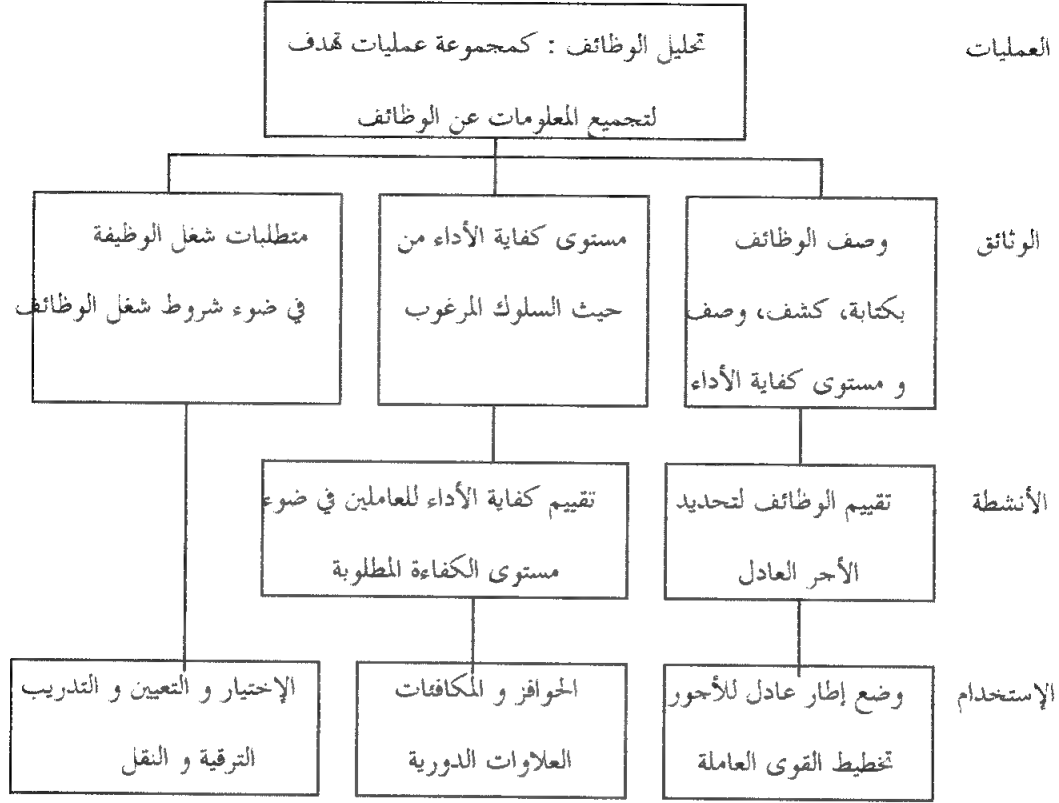 العمليات
تحليل الوظائف : كمجموعة عمليات تهدف
لتجميع المعلومات عن الوظائف
الوثائق
وصف الوظائف
بكتابة، كشف، وصف
و مستوى كفاية الأداء
مستوى كفاية الأداء من
حيث السلوك المرغوب
متطلبات شغل الوظيفة
في ضوء شروط شغل الوظائف
الأنشطة
تقييم الوظائف لتحديد
الأجر العادل
تقييم كفاية الأداء للعاملين في ضوء
مستوى الكفاءة المطلوبة
الإستخدام
وضع إطار عادل للأجور
تخطيط القوى العاملة
الحوافز و المكافئات
العلاوات الدورية
الإختيار و التعيين و التدريب
الترقية و النقل